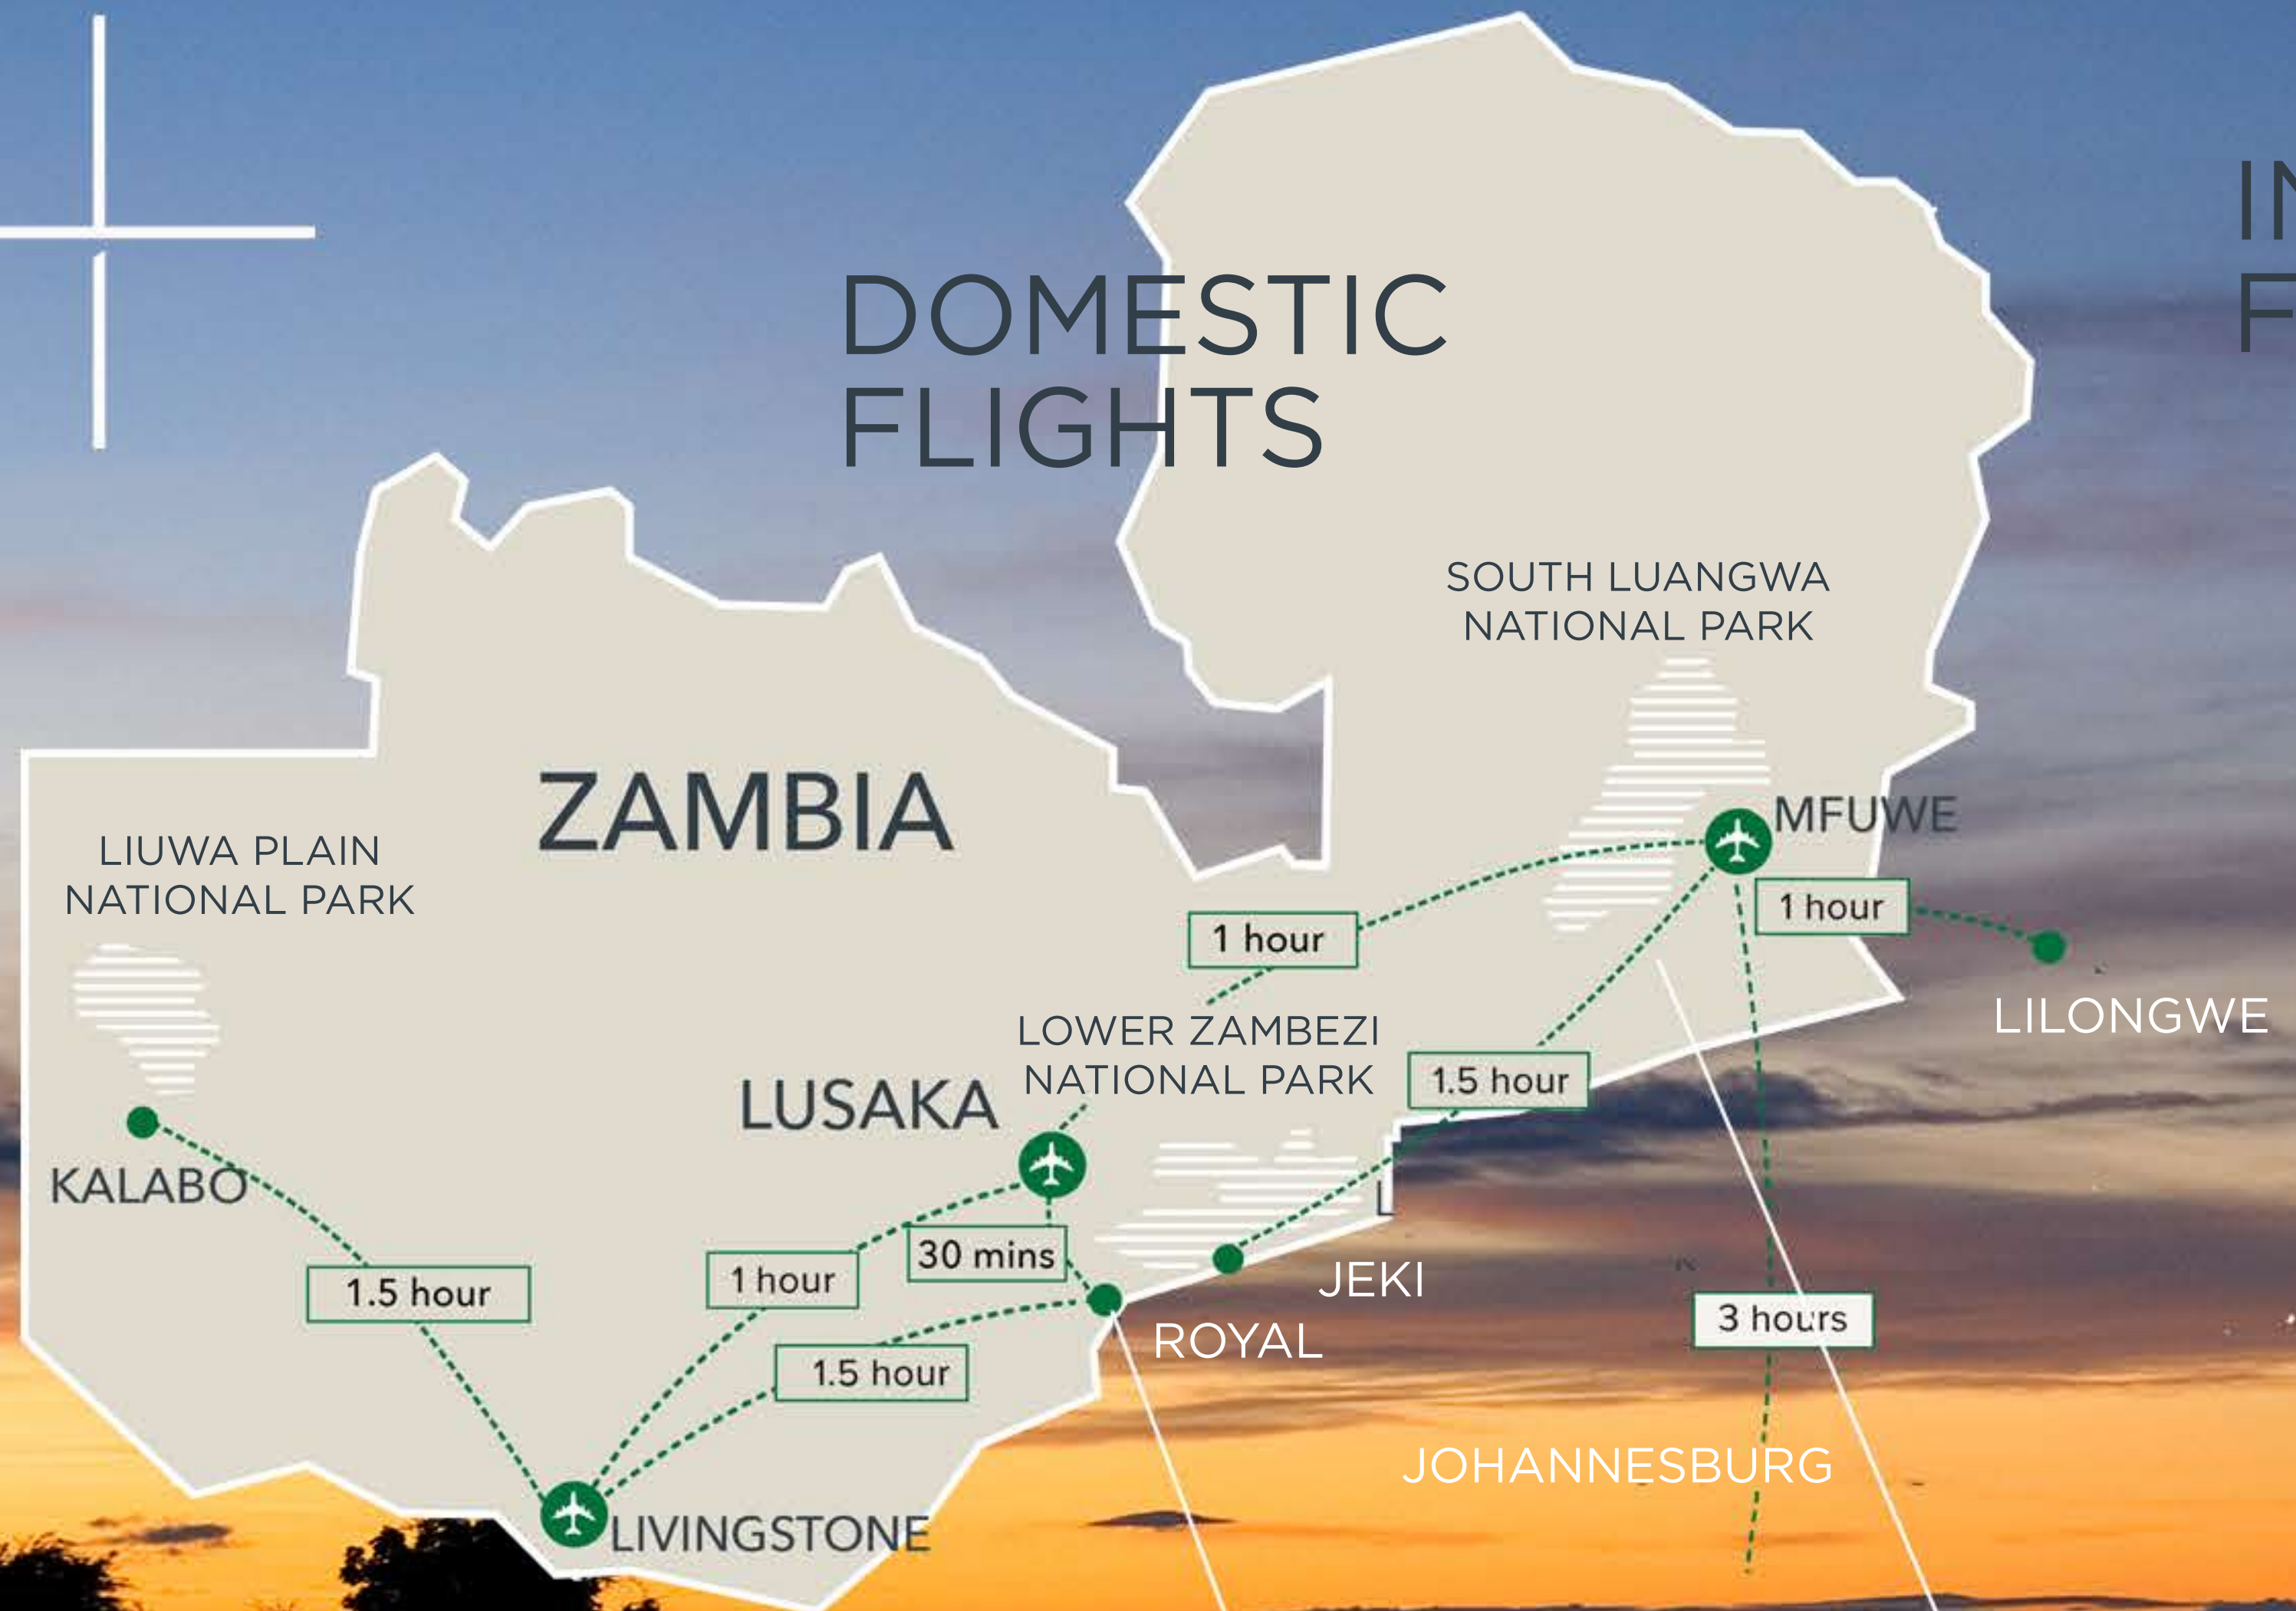 DOMESTIC
FLIGHTS
IN
F
SOUTH LUANGWA
NATIONAL PARK
ZAMBIA
MFUWE
LIUWA PLAIN
NATIONAL PARK
1 hour
1 hour
LILONGWE
LOWER ZAMBEZI
NATIONAL PARK
1.5 hour
LUSAKA
KALABO
L
30 mins
1 hour
JEKI
1.5 hour
3 hours
ROYAL
1.5 hour
JOHANNESBURG
LIVINGSTONE